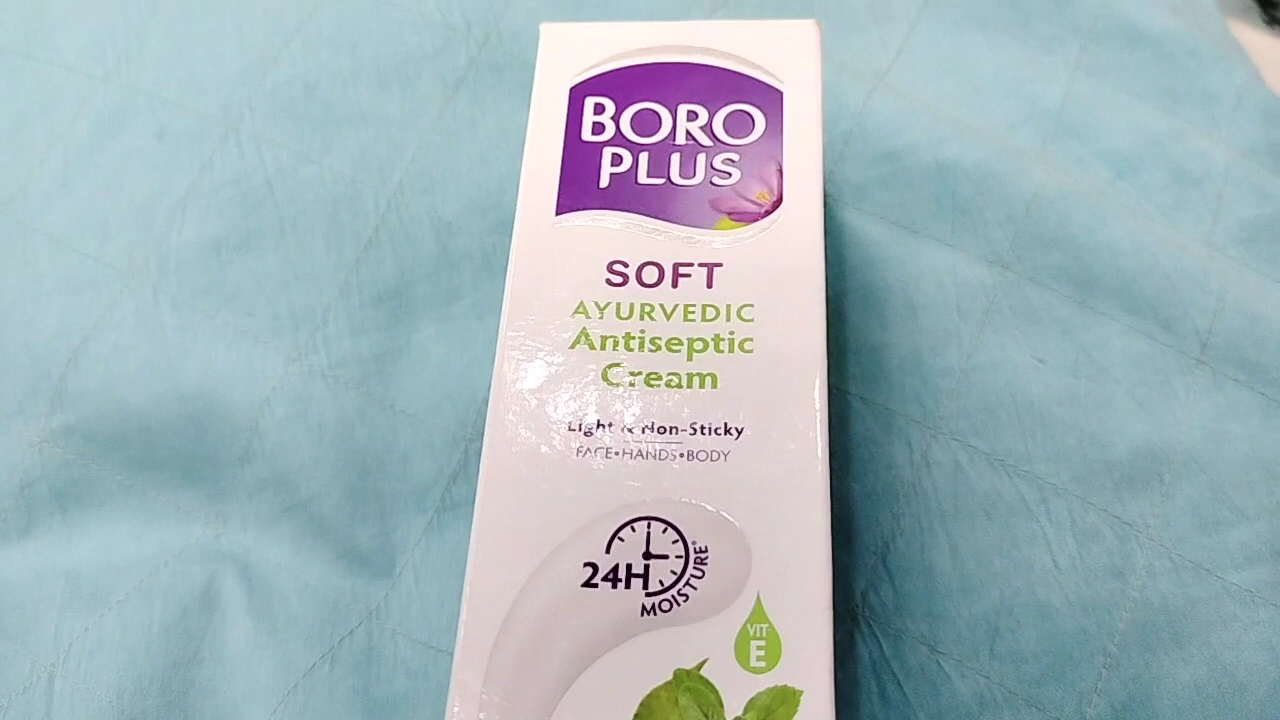 BORO
PLUS
SOFT
AYURVEDIC
Antiseptic
Cream
Light & Non-Sticky
FACE•HANDS•BODY
24H
MOISTURE®
VIT
E